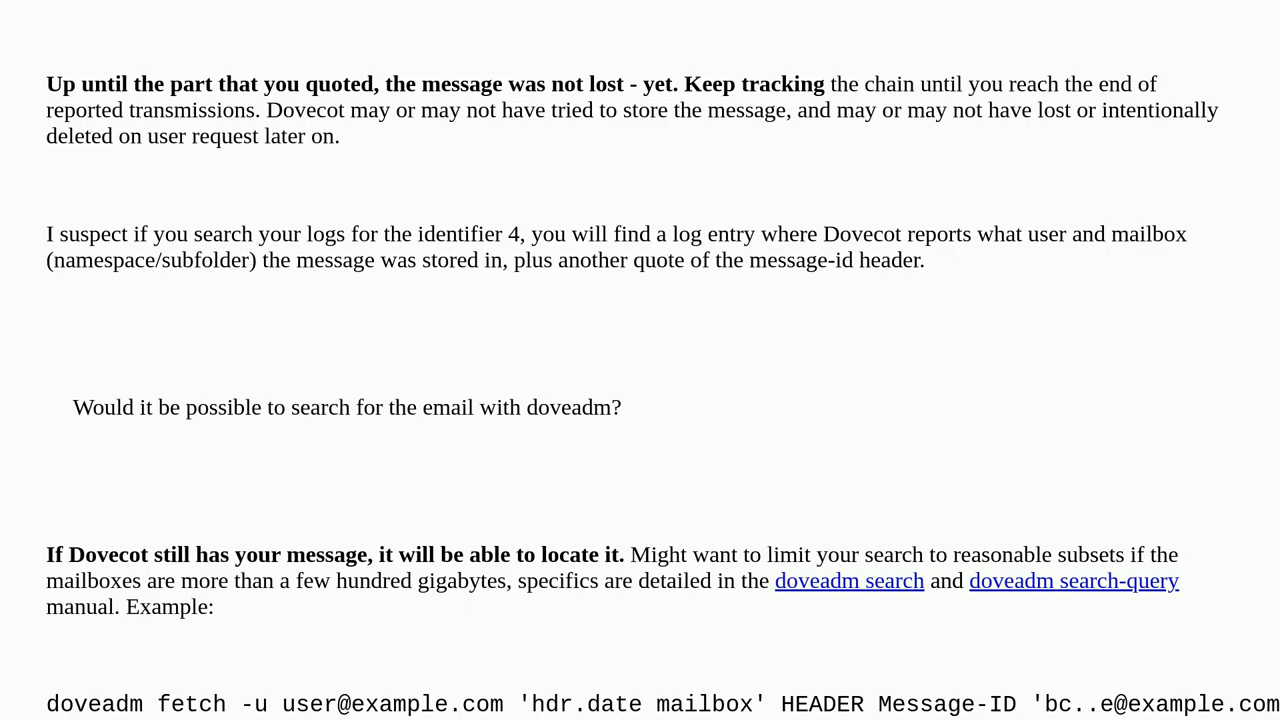 Up until the part that you quoted, the message was not lost - yet. Keep tracking the chain until you reach the end of
reported transmissions. Dovecot may or may not have tried to store the message, and may or may not have lost or intentionally
deleted on user request later on.
I suspect if you search your logs for the identifier 4, you will find a log entry where Dovecot reports what user and mailbox
(namespace/subfolder) the message was stored in, plus another quote of the message-id header.
Would it be possible to search for the email with doveadm?
If Dovecot still has your message, it will be able to locate it. Might want to limit your search to reasonable subsets if the
mailboxes are more than a few hundred gigabytes, specifics are detailed in the doveadm search and doveadm search-query
manual. Example:
doveadm fetch -u user@example.com 'hdr.date mailbox' HEADER Message-ID 'bc..e@example.com